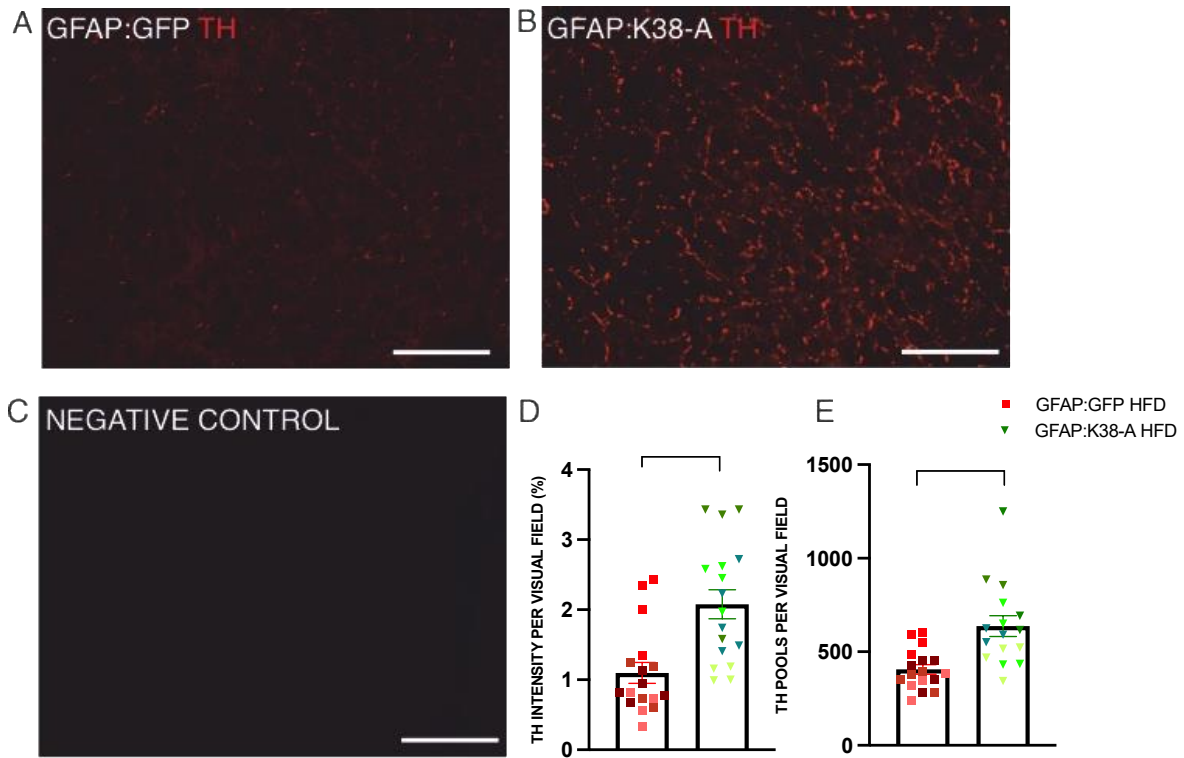 A
GFAP:GFP TH
B
GFAP:K38-A TH
C
NEGATIVE CONTROL
D
E
GFAP:GFP HFD
GFAP:K38-A HFD
TH INTENSITY PER VISUAL FIELD (%)
4
3
2
1
0
TH POOLS PER VISUAL FIELD
1500
1000
500
0